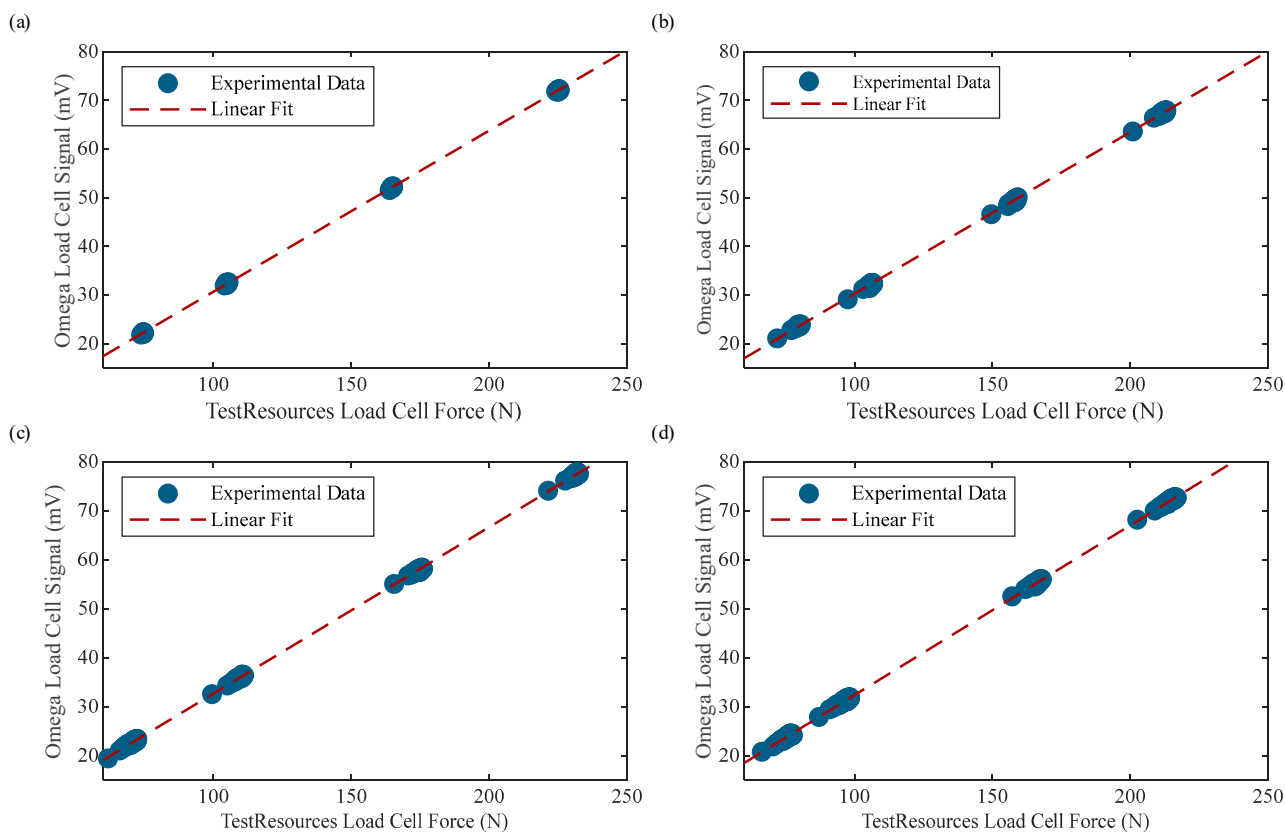 (a)
80
70
60
50
40
30
20
Omega Load Cell Signal (mV)
Experimental Data
Linear Fit
100
150
200
250
TestResources Load Cell Force (N)
(b)
80
70
60
50
40
30
20
Omega Load Cell Signal (mV)
Experimental Data
Linear Fit
100
150
200
250
TestResources Load Cell Force (N)
(c)
80
70
60
50
40
30
20
Omega Load Cell Signal (mV)
Experimental Data
Linear Fit
100
150
200
250
TestResources Load Cell Force (N)
(d)
80
70
60
50
40
30
20
Omega Load Cell Signal (mV)
Experimental Data
Linear Fit
100
150
200
250
TestResources Load Cell Force (N)